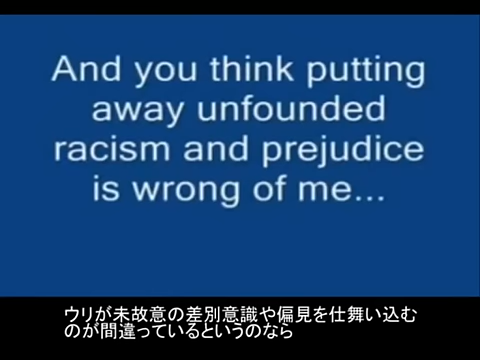 And you think putting
away unfounded
racism and prejudice
is wrong of me...
ウリが未故意の差別意識や偏見を仕舞い込む
のが間違っているというのなら